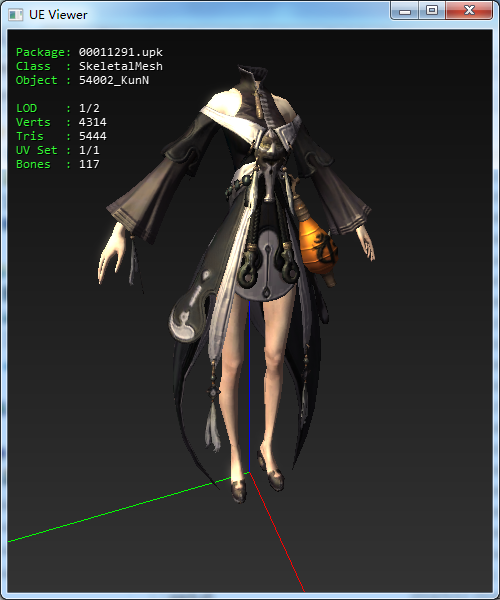 UE Viewer
Package: 00011291.upk
Class : SkeletalMesh
Object : 54002_KunN
LOD : 1/2
Verts : 4314
Tris : 5444
UV Set : 1/1
Bones : 117